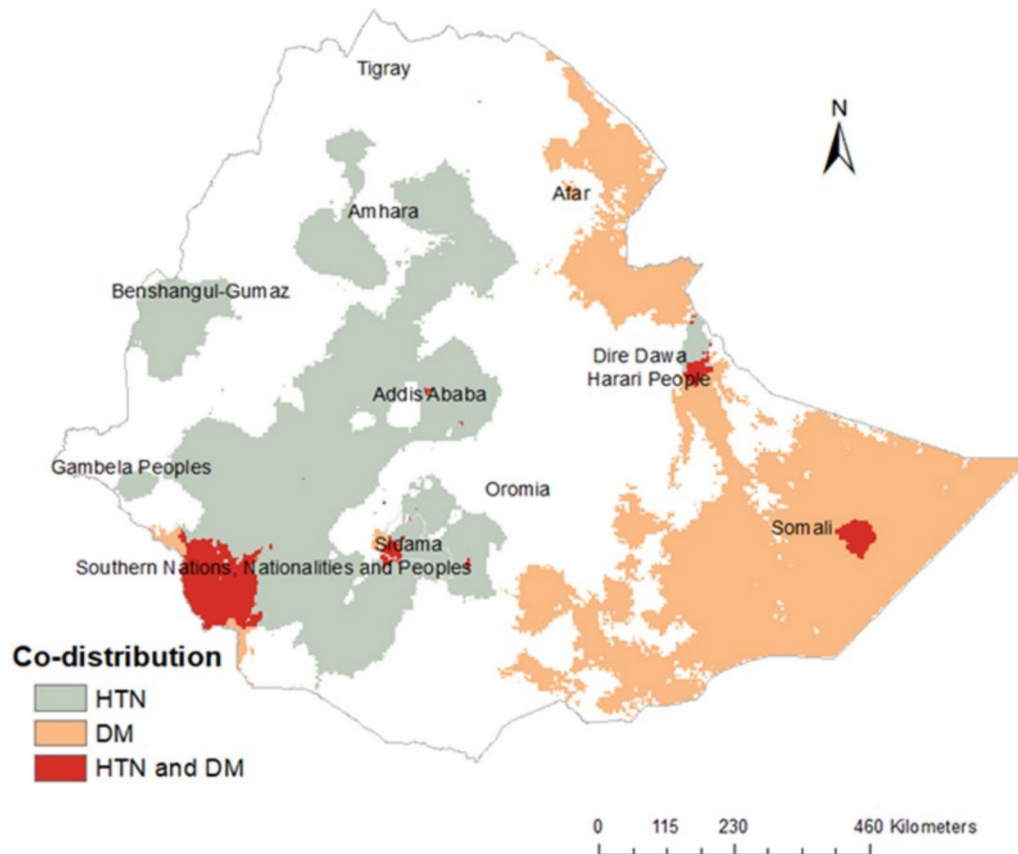 Tigray
N
Afar
Amhara
Benshangul-Gumaz
Dire Dawa
Harari People
Addis Ababa
Gambela Peoples
Oromia
Somali
Sidama
Southern Nations, Nationalities and Peoples
Co-distribution
HTN
DM
HTN and DM
0 115 230 460 Kilometers